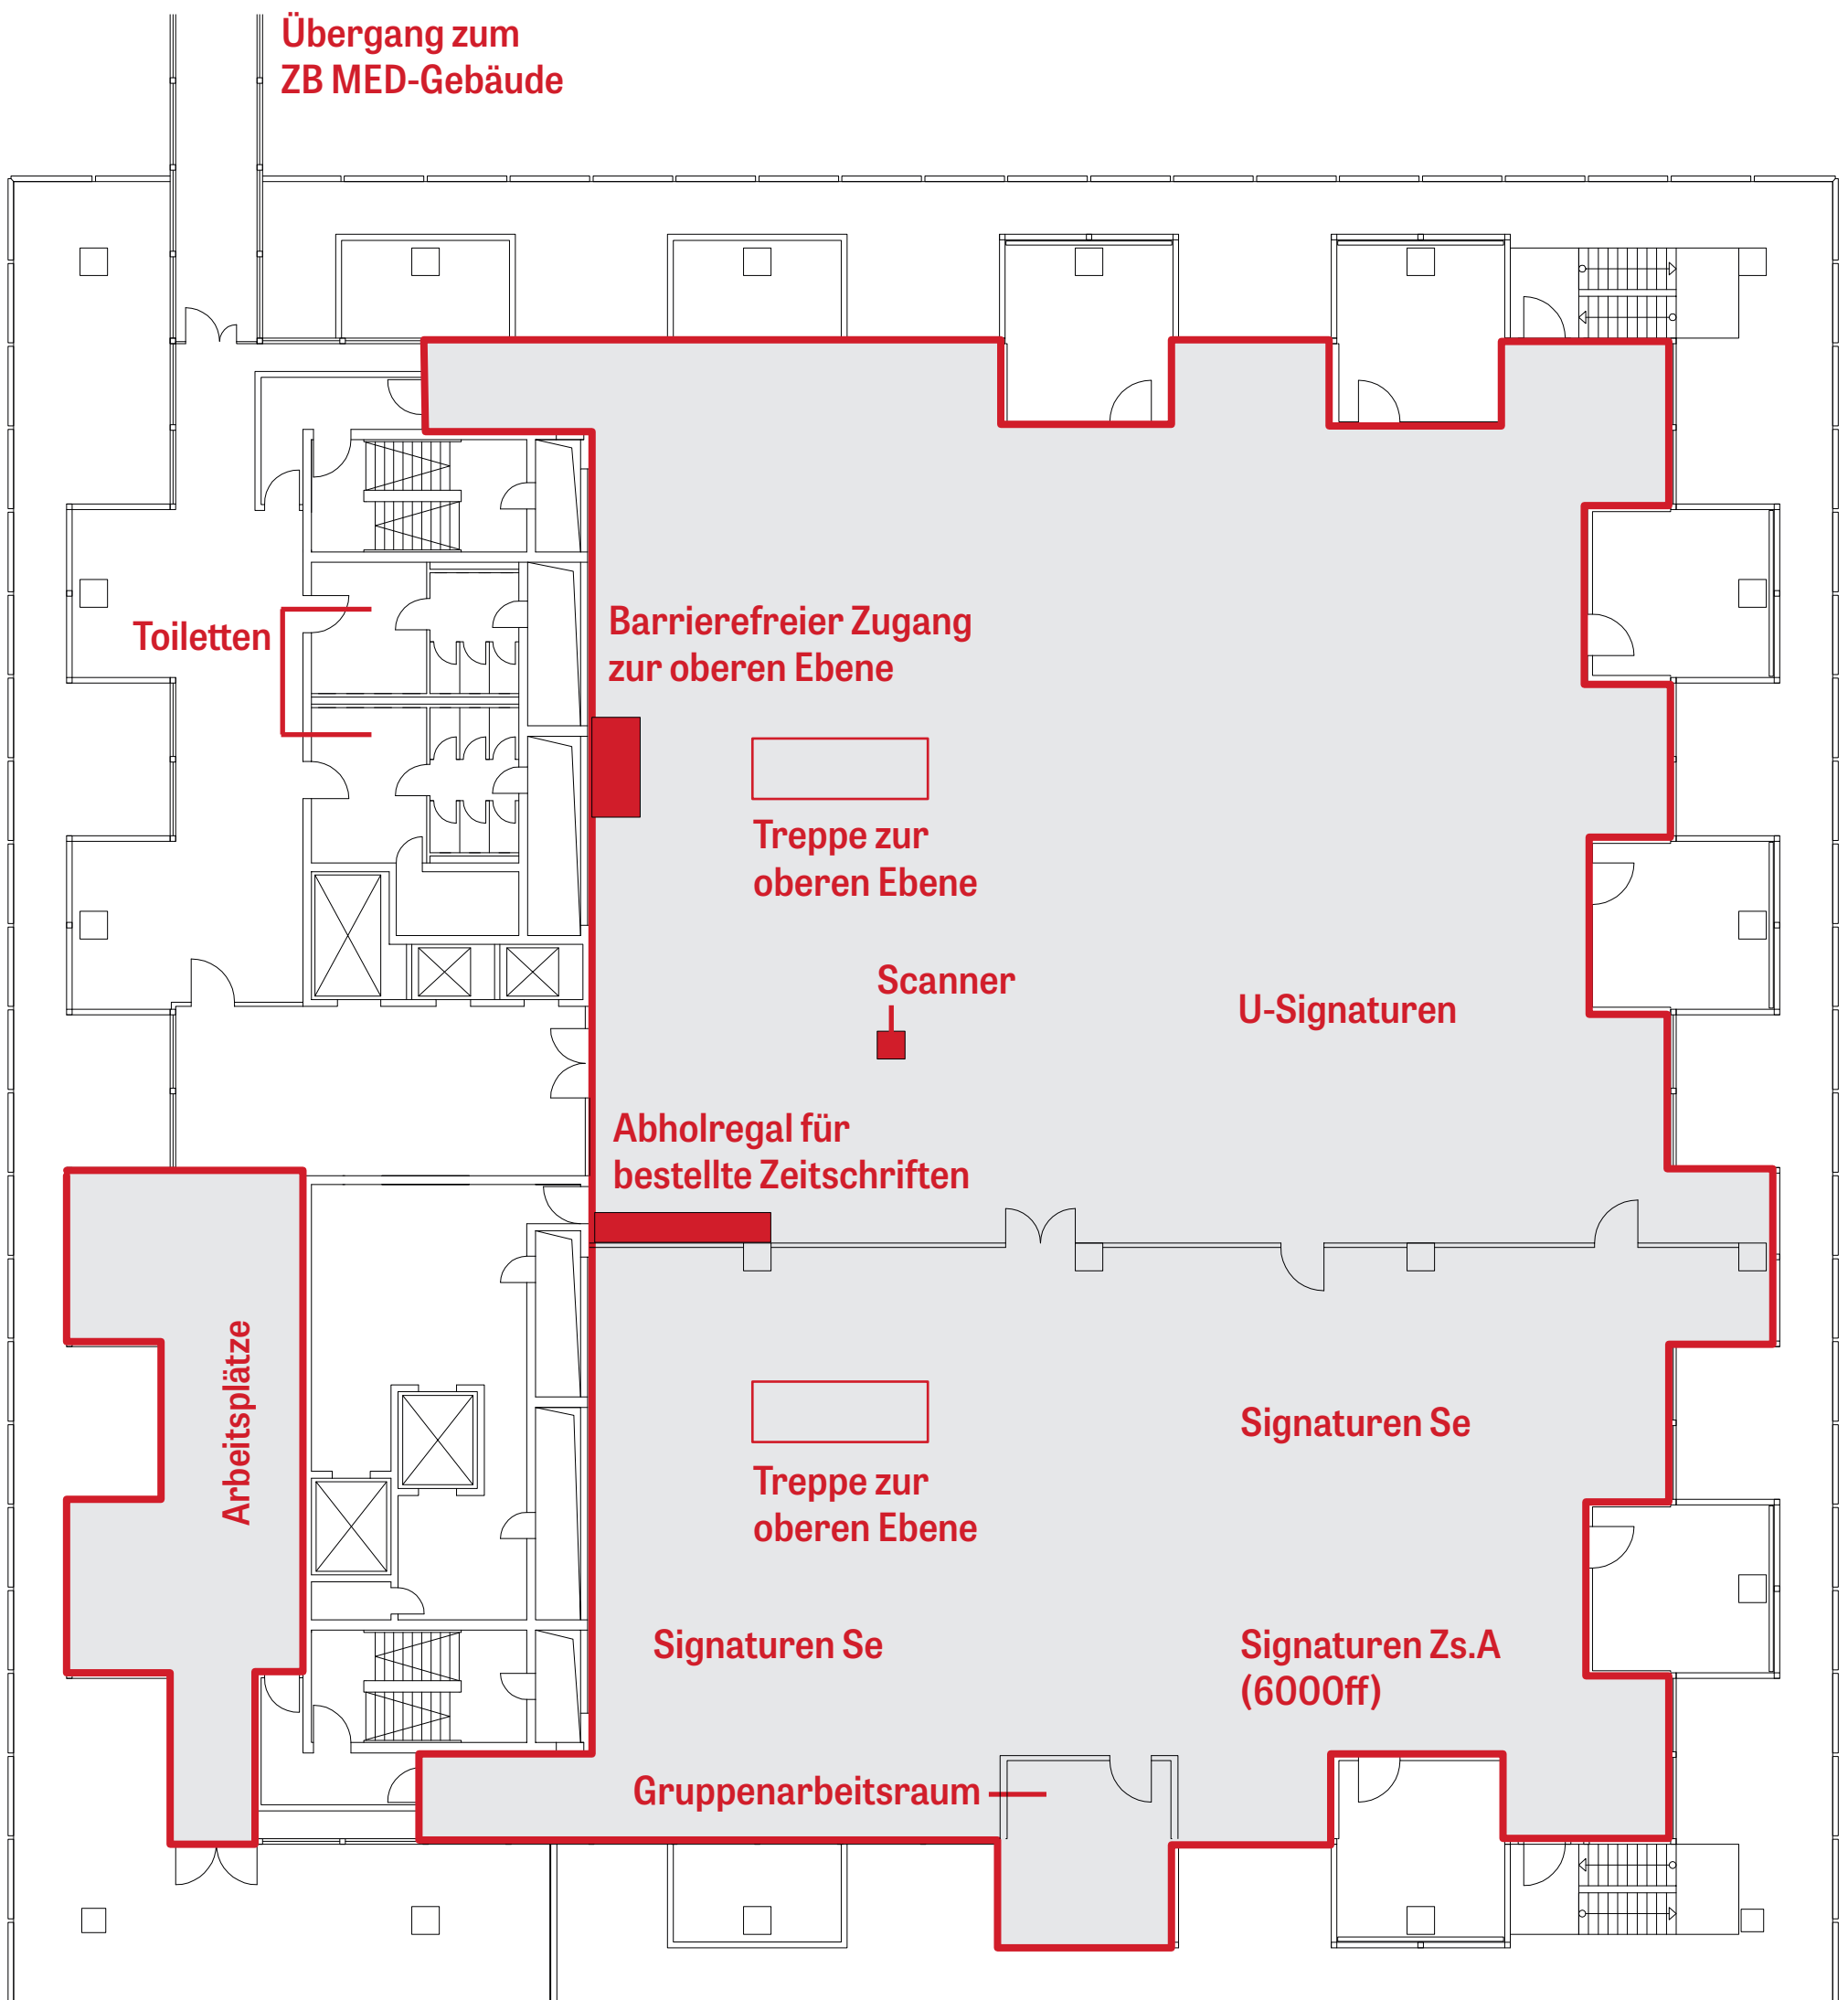 Übergang zum
ZB MED-Gebäude
Toiletten
Barrierefreier Zugang
zur oberen Ebene
Treppe zur
oberen Ebene
Scanner
U-Signaturen
Abholregal für
bestellte Zeitschriften
Arbeitsplätze
Signaturen Se
Treppe zur
oberen Ebene
Signaturen Se
Signaturen Zs.A
(6000ff)
Gruppenarbeitsraum